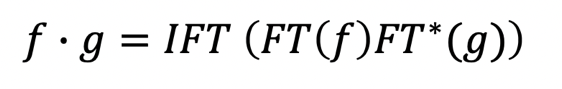 f · g = IFT (FT(f)FT*(g))